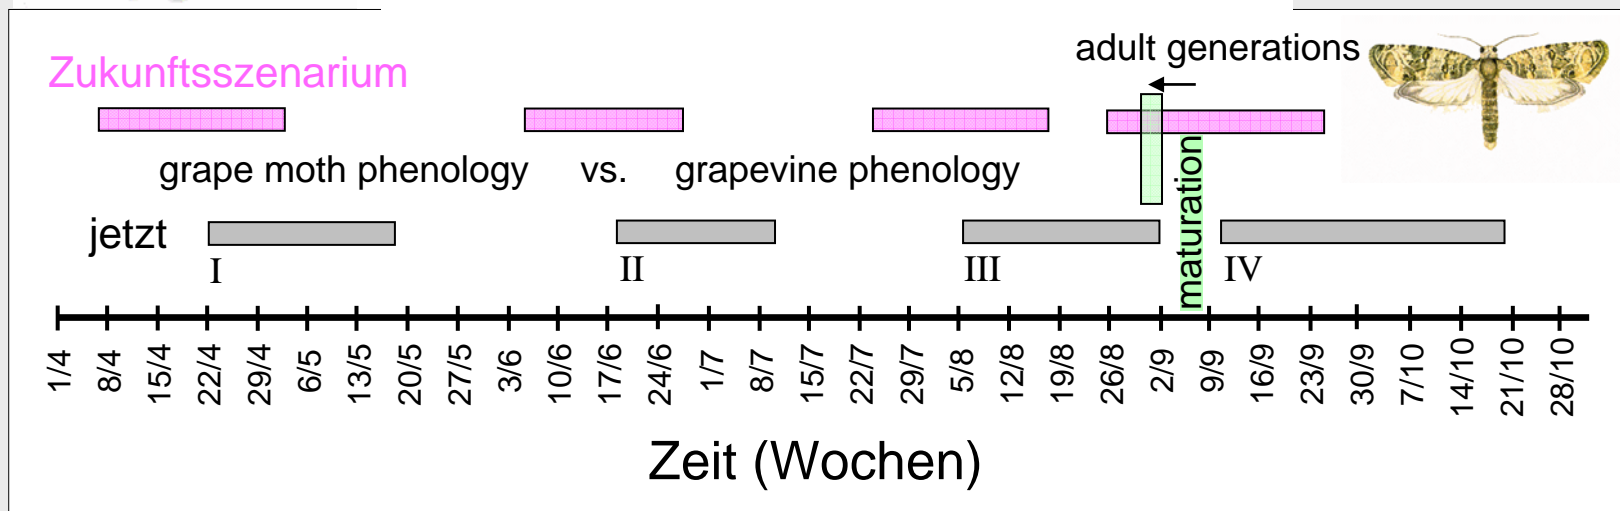 adult generations
Zukunftsszenarium
grape moth phenology vs. grapevine phenology
maturation
jetzt
I II III IV
1/4 8/4 15/4 22/4 29/4 6/5 13/5 20/5 27/5 3/6 10/6 17/6 24/6 1/7 8/7 15/7 22/7 29/7 5/8 12/8 19/8 26/8 2/9 9/9 16/9 23/9 30/9 7/10 14/10 21/10 28/10
Zeit (Wochen)